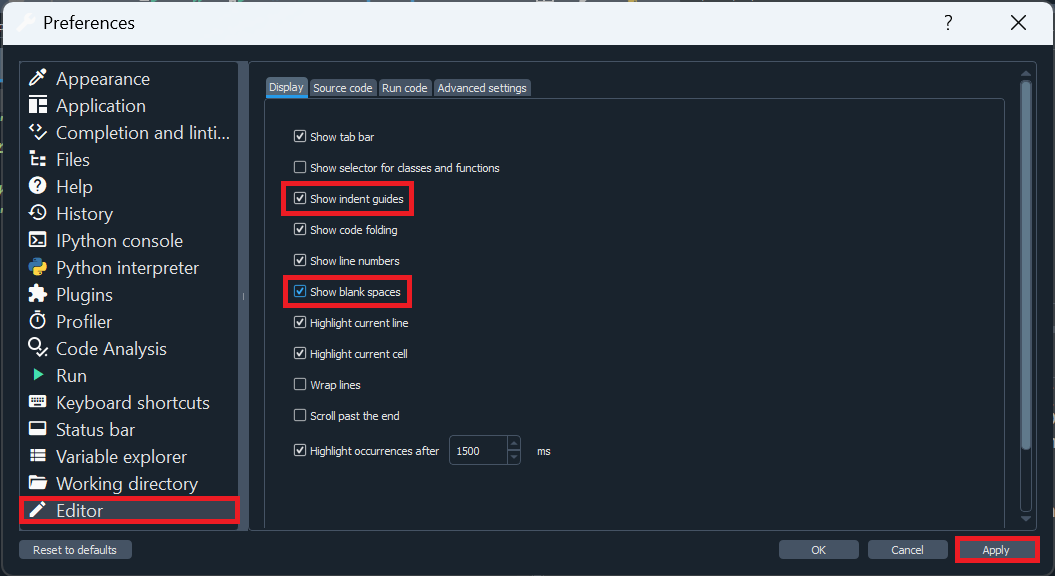 Preferences
?
Appearance
Application
Completion and linti...
Files
Help
History
IPython console
Python interpreter
Plugins
Profiler
Code Analysis
Run
Keyboard shortcuts
Status bar
Variable explorer
Working directory
Editor
Display Source code Run code Advanced settings
Show tab bar
Show selector for classes and functions
Show indent guides
Show code folding
Show line numbers
Show blank spaces
Highlight current line
Highlight current cell
Wrap lines
Scroll past the end
Highlight occurrences after 1500 ms
Reset to defaults OK Cancel Apply